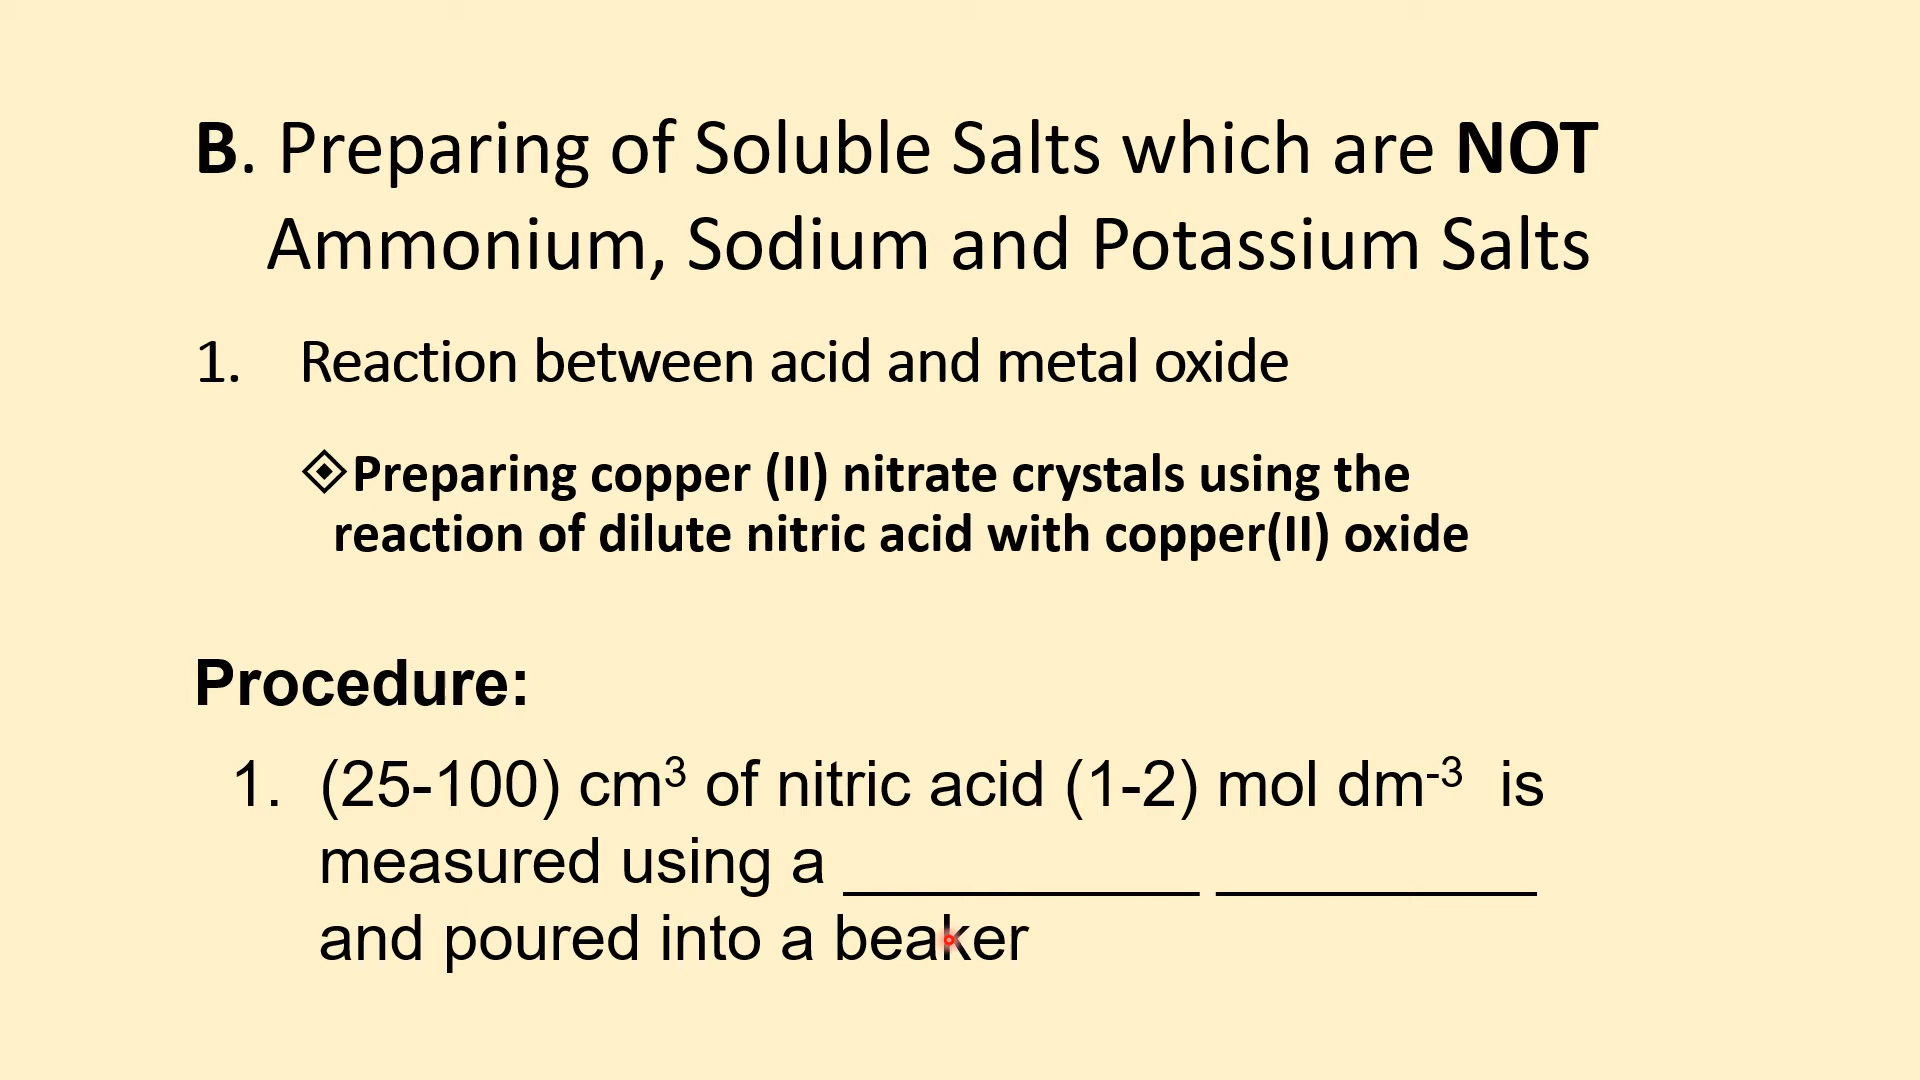 B. Preparing of Soluble Salts which are NOT
Ammonium, Sodium and Potassium Salts
1. Reaction between acid and metal oxide
Preparing copper (II) nitrate crystals using the
reaction of dilute nitric acid with copper(II) oxide
Procedure:
1. (25-100) cm³ of nitric acid (1-2) mol dm⁻³ is
measured using a ___________ __________
and poured into a beaker